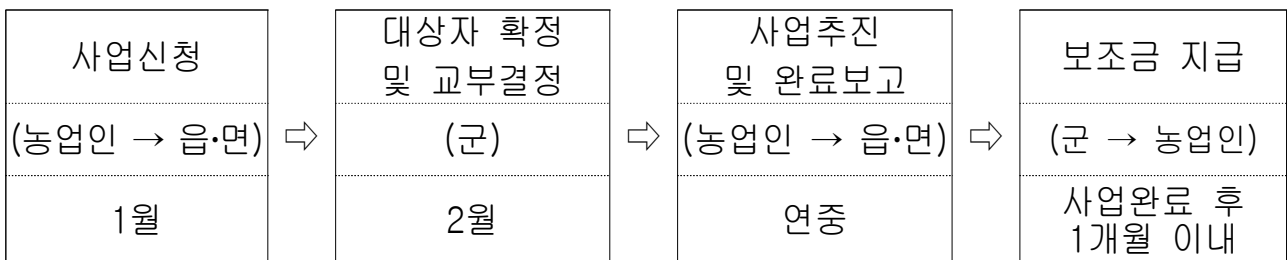 사업신청
(농업인 → 읍·면)
1월
⇨
대상자 확정
및 교부결정
(군)
2월
⇨
사업추진
및 완료보고
(농업인 → 읍·면)
연중
⇨
보조금 지급
(군 → 농업인)
사업완료 후
1개월 이내